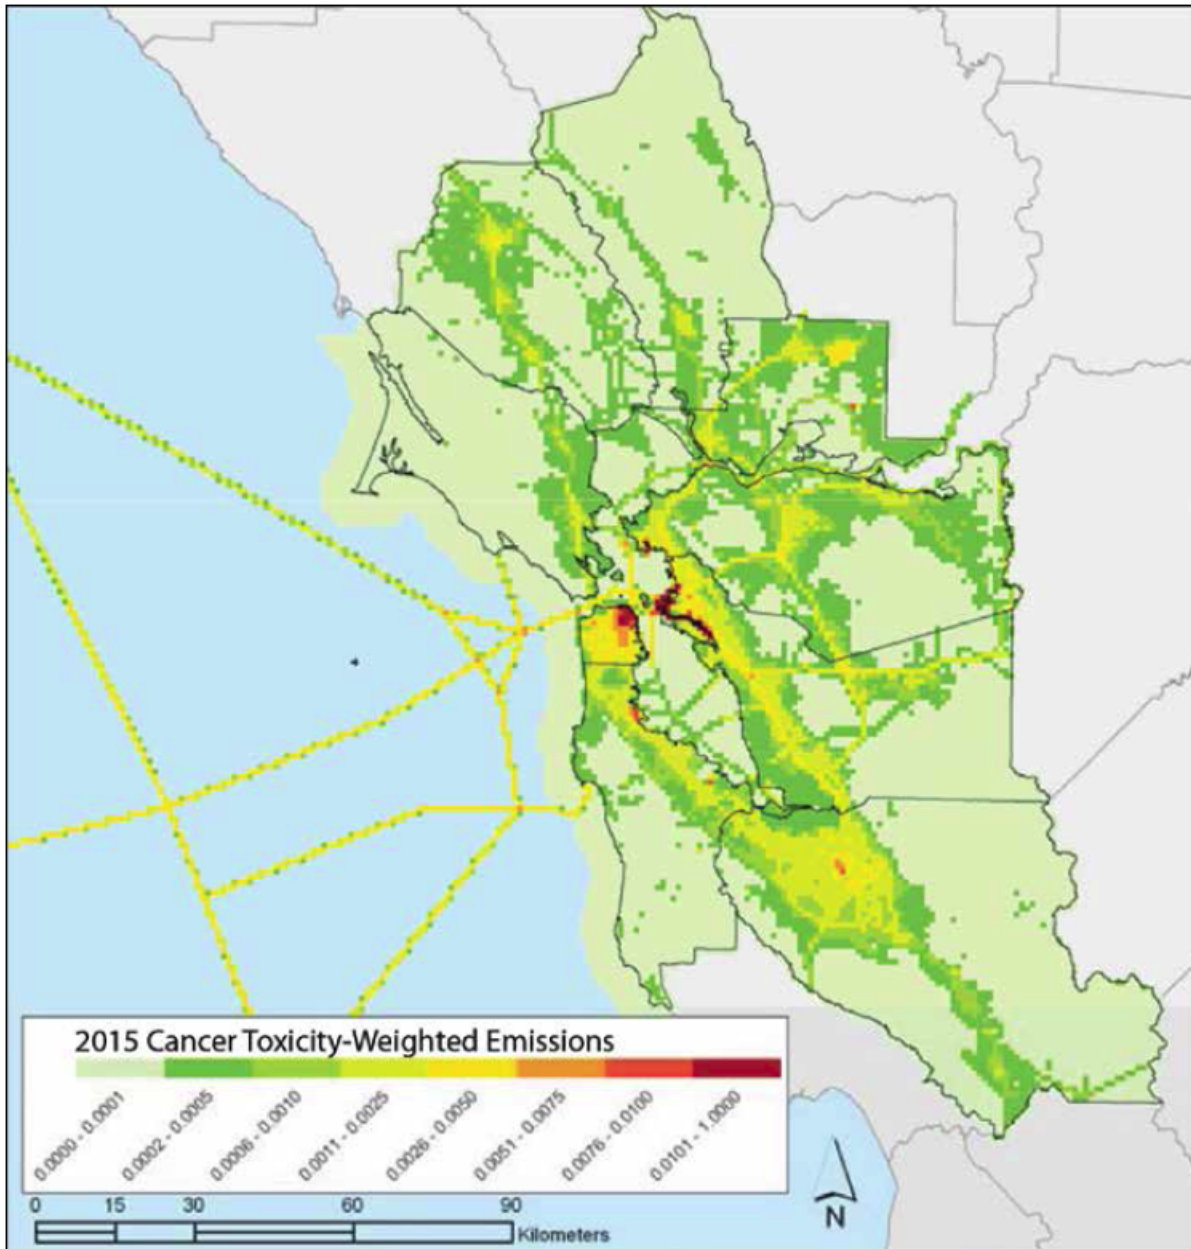 2015 Cancer Toxicity-Weighted Emissions
0.0000 - 0.0001
0.0002 - 0.0005
0.0006 - 0.0010
0.0011 - 0.0025
0.0026 - 0.0050
0.0051 - 0.0075
0.0076 - 0.0100
0.0101 - 1.0000
0 15 30 60 90
Kilometers
N